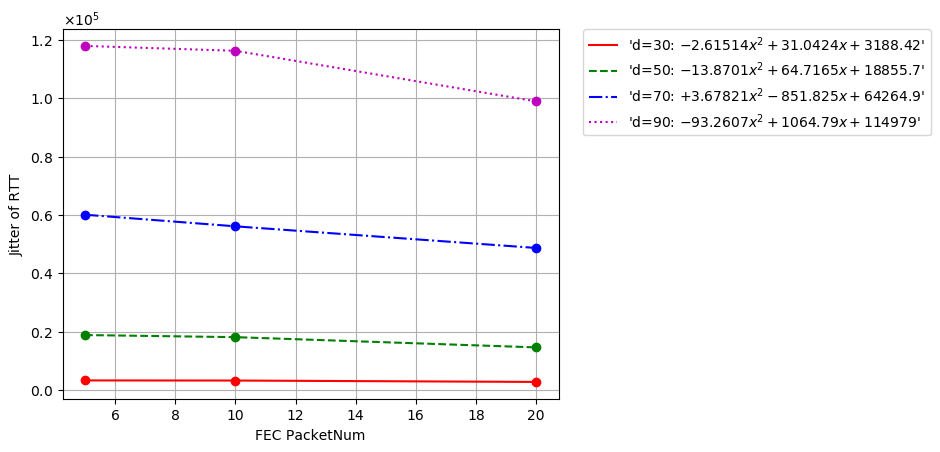 ×10⁵
1.2
1.0
0.8
0.6
0.4
0.2
0.0
Jitter of RTT
6 8 10 12 14 16 18 20
FEC PacketNum
'd=30: −2.61514x² + 31.0424x + 3188.42'
'd=50: −13.8701x² + 64.7165x + 18855.7'
'd=70: +3.67821x² − 851.825x + 64264.9'
'd=90: −93.2607x² + 1064.79x + 114979'